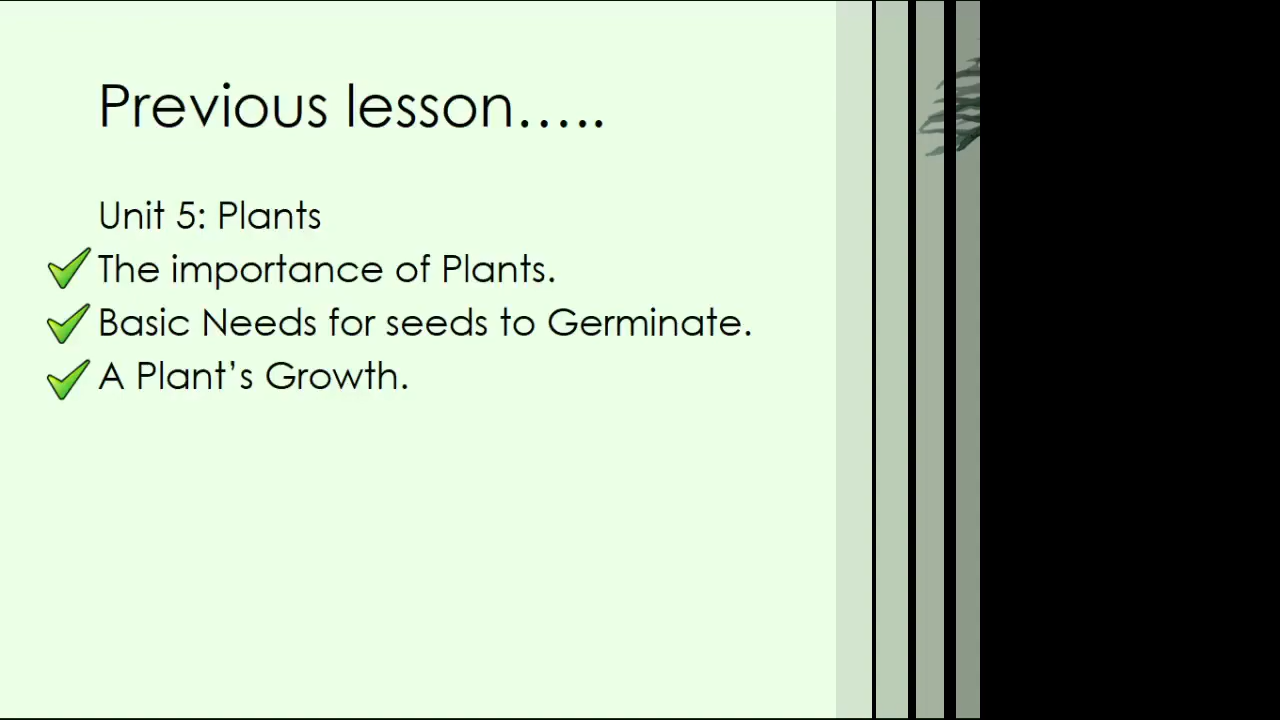 Previous lesson.....
Unit 5: Plants
The importance of Plants.
Basic Needs for seeds to Germinate.
A Plant’s Growth.